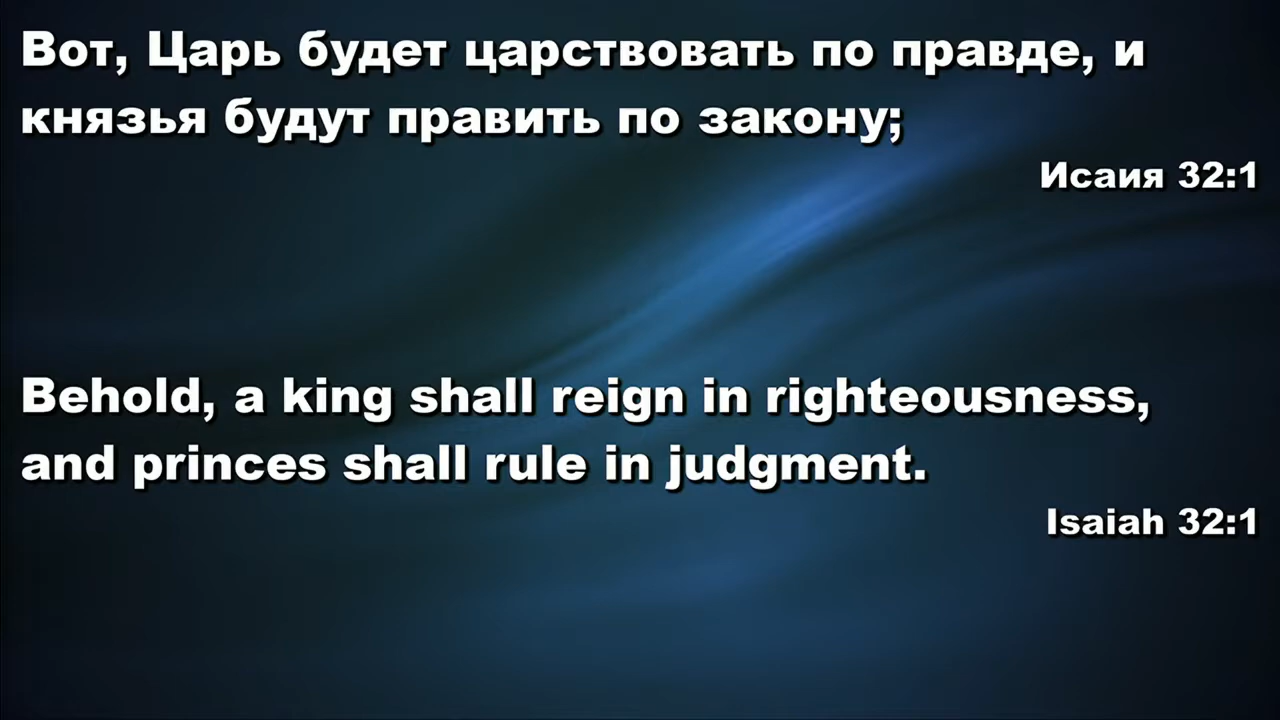 Вот, Царь будет царствовать по правде, и
князья будут править по закону;
Исаия 32:1
Behold, a king shall reign in righteousness,
and princes shall rule in judgment.
Isaiah 32:1